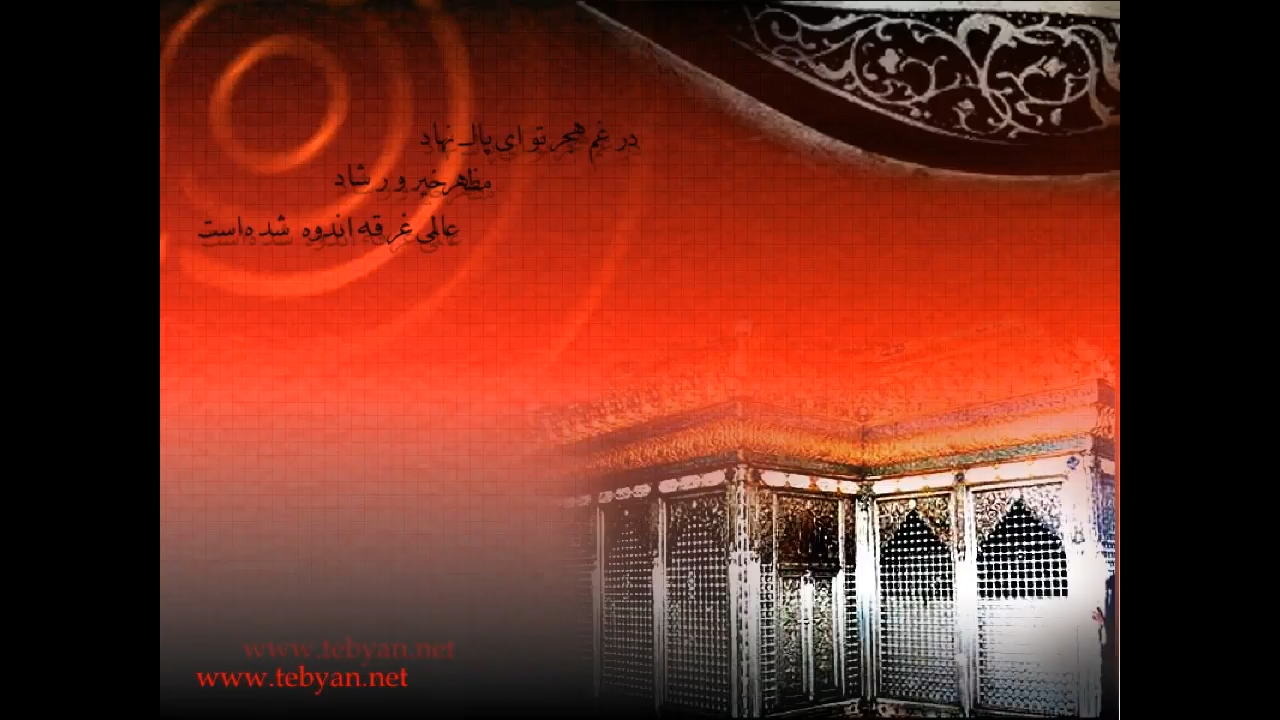 در غم هجر تو ای پاک نهاد
مظهر خیر و رشاد
عالمی غرقه اندوه شده است
www.tebyan.net
www.tebyan.net